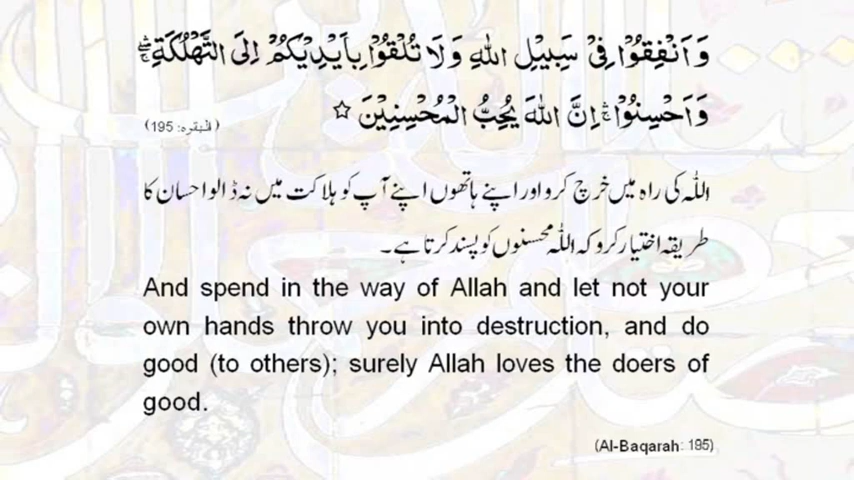 وَاَنْفِقُوْا فِیْ سَبِیْلِ اللهِ وَلَا تُلْقُوْا بِاَیْدِیْكُمْ اِلَی التَّهْلُكَةِ ۛۚ
وَاَحْسِنُوْا ۛۚ اِنَّ اللهَ یُحِبُّ الْمُحْسِنِیْنَ ☆
(البقرہ: 195)
اللہ کی راہ میں خرچ کرو اور اپنے ہاتھوں اپنے آپ کو ہلاکت میں نہ ڈالو احسان کا
طریقہ اختیار کرو کہ اللہ محسنوں کو پسند کرتا ہے۔
And spend in the way of Allah and let not your
own hands throw you into destruction, and do
good (to others); surely Allah loves the doers of
good.
(Al-Baqarah: 195)